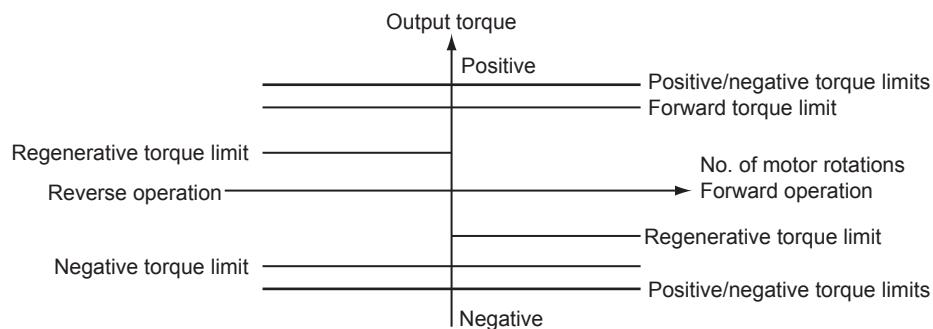 Output torque
Positive
Positive/negative torque limits
Forward torque limit
Regenerative torque limit
No. of motor rotations
Reverse operation
Forward operation
Regenerative torque limit
Negative torque limit
Positive/negative torque limits
Negative